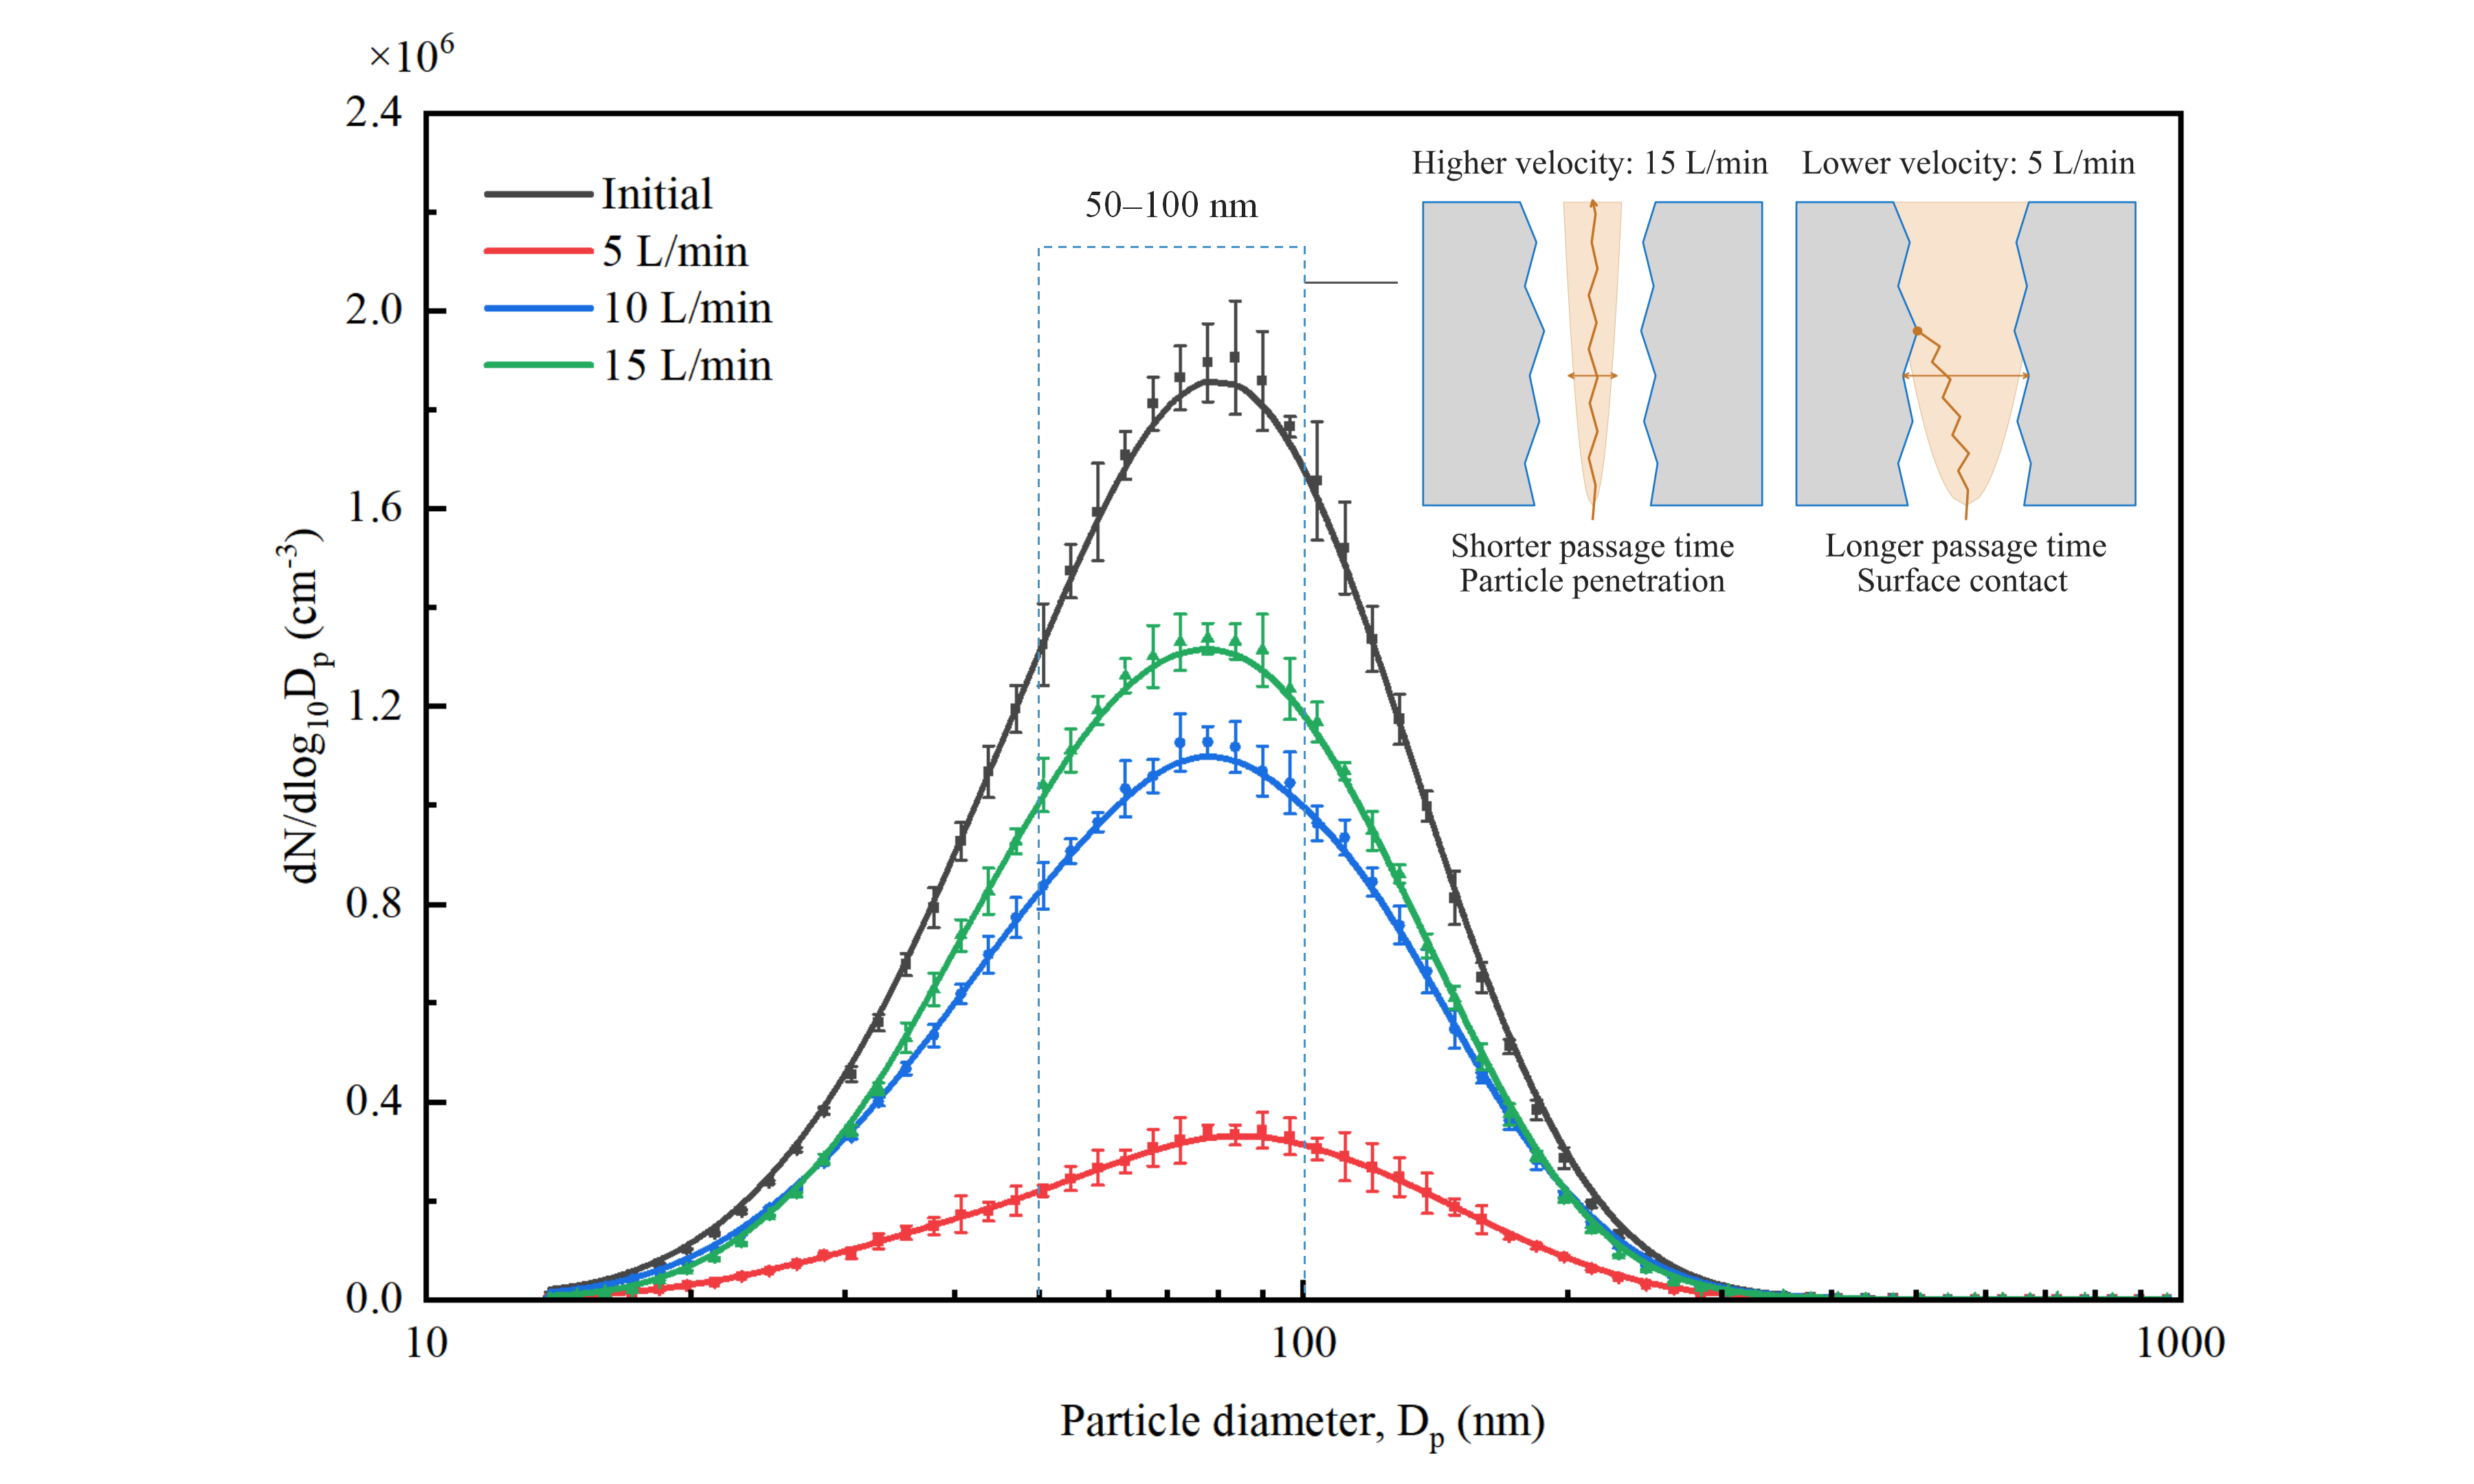 ×10⁶
2.4
2.0
1.6
1.2
0.8
0.4
0.0
dN/dlog₁₀Dₚ (cm⁻³)
Initial
5 L/min
10 L/min
15 L/min
50–100 nm
Higher velocity: 15 L/min
Shorter passage time
Particle penetration
Lower velocity: 5 L/min
Longer passage time
Surface contact
10
100
1000
Particle diameter, Dₚ (nm)